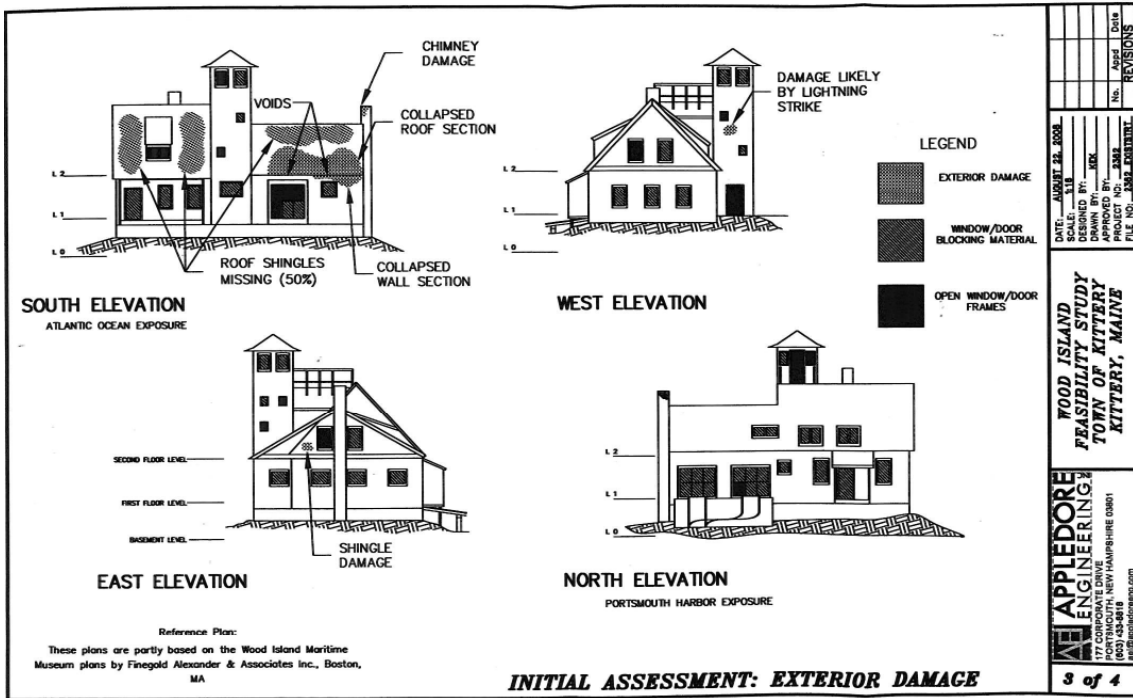 CHIMNEY
DAMAGE
VOIDS
COLLAPSED
ROOF SECTION
L 2
L 1
L 0
ROOF SHINGLES
MISSING (50%)
COLLAPSED
WALL SECTION
SOUTH ELEVATION
ATLANTIC OCEAN EXPOSURE
DAMAGE LIKELY
BY LIGHTNING
STRIKE
L 2
L 1
L 0
WEST ELEVATION
LEGEND
EXTERIOR DAMAGE
WINDOW/DOOR
BLOCKING MATERIAL
OPEN WINDOW/DOOR
FRAMES
SECOND FLOOR LEVEL
FIRST FLOOR LEVEL
BASEMENT LEVEL
SHINGLE
DAMAGE
EAST ELEVATION
L 2
L 1
L 0
NORTH ELEVATION
PORTSMOUTH HARBOR EXPOSURE
Reference Plan:
These plans are partly based on the Wood Island Maritime
Museum plans by Finegold Alexander & Associates Inc., Boston,
MA
INITIAL ASSESSMENT: EXTERIOR DAMAGE
No. Appd Date
REVISIONS
DATE: AUGUST 22, 2008
SCALE:
DESIGNED BY:
DRAWN BY: KEK
APPROVED BY:
PROJECT NO: 2382
FILE NO: 2382
WOOD ISLAND
FEASIBILITY STUDY
TOWN OF KITTERY
KITTERY, MAINE
APPLEDORE
ENGINEERING
177 CORPORATE DRIVE
PORTSMOUTH, NEW HAMPSHIRE 03801
(603) 433-8818
3 of 4